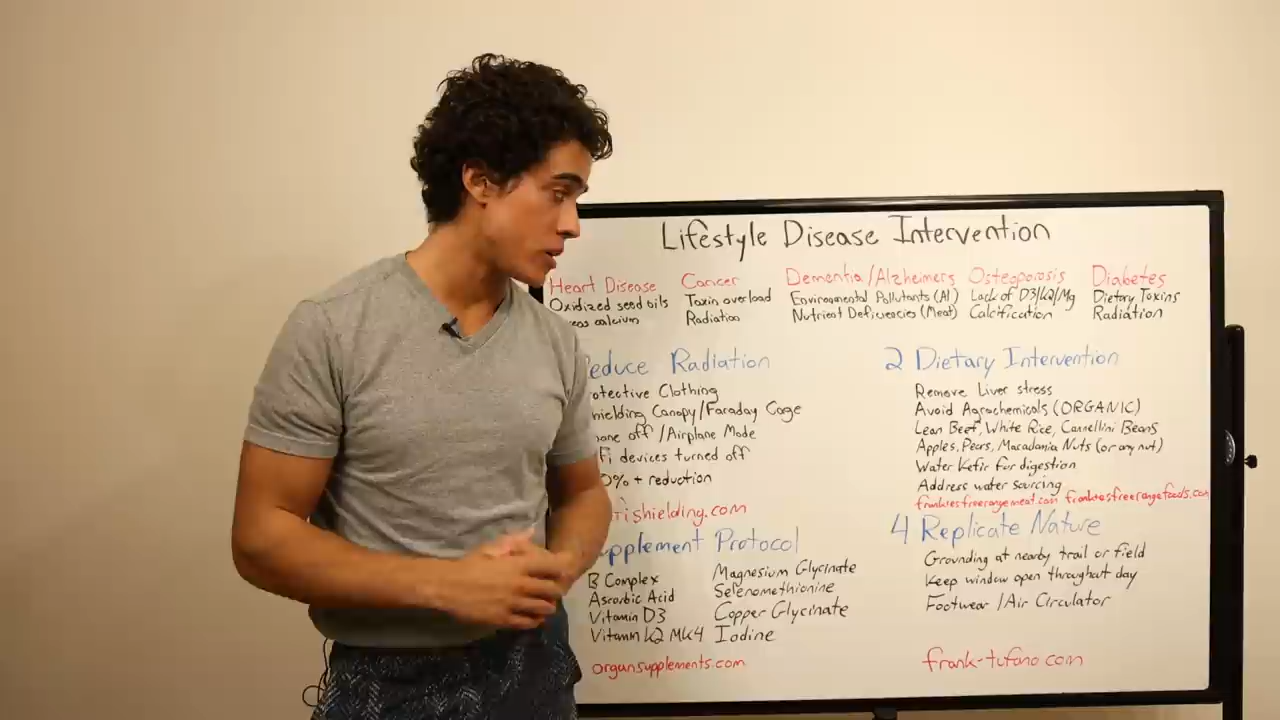 Lifestyle Disease Intervention
Heart Disease
Oxidized seed oils
calcium
Cancer
Toxin overload
Radiation
Dementia/Alzheimers
Environmental Pollutants (Al)
Nutrient Deficiencies (Meat)
Osteoporosis
Lack of D3/K2/Mg
Calcification
Diabetes
Dietary Toxins
Radiation
educe Radiation
otective Clothing
hielding Canopy/Faraday Cage
one off /Airplane Mode
Fi devices turned off
0% + reduction
ishielding.com
2 Dietary Intervention
Remove Liver stress
Avoid Agrochemicals (ORGANIC)
Lean Beef, White Rice, Cannellini Beans
Apples, Pears, Macadamia Nuts (or any nut)
Water Kefir for digestion
Address water sourcing
frankiesfreerangemeat.com frankiesfreerangefoods.com
upplement Protocol
B Complex
Ascorbic Acid
Vitamin D3
Vitamin K2 MK4
Magnesium Glycinate
Selenomethionine
Copper Glycinate
Iodine
organsupplements.com
4 Replicate Nature
Grounding at nearby trail or field
Keep window open throughout day
Footwear /Air Circulator
frank-tufano.com